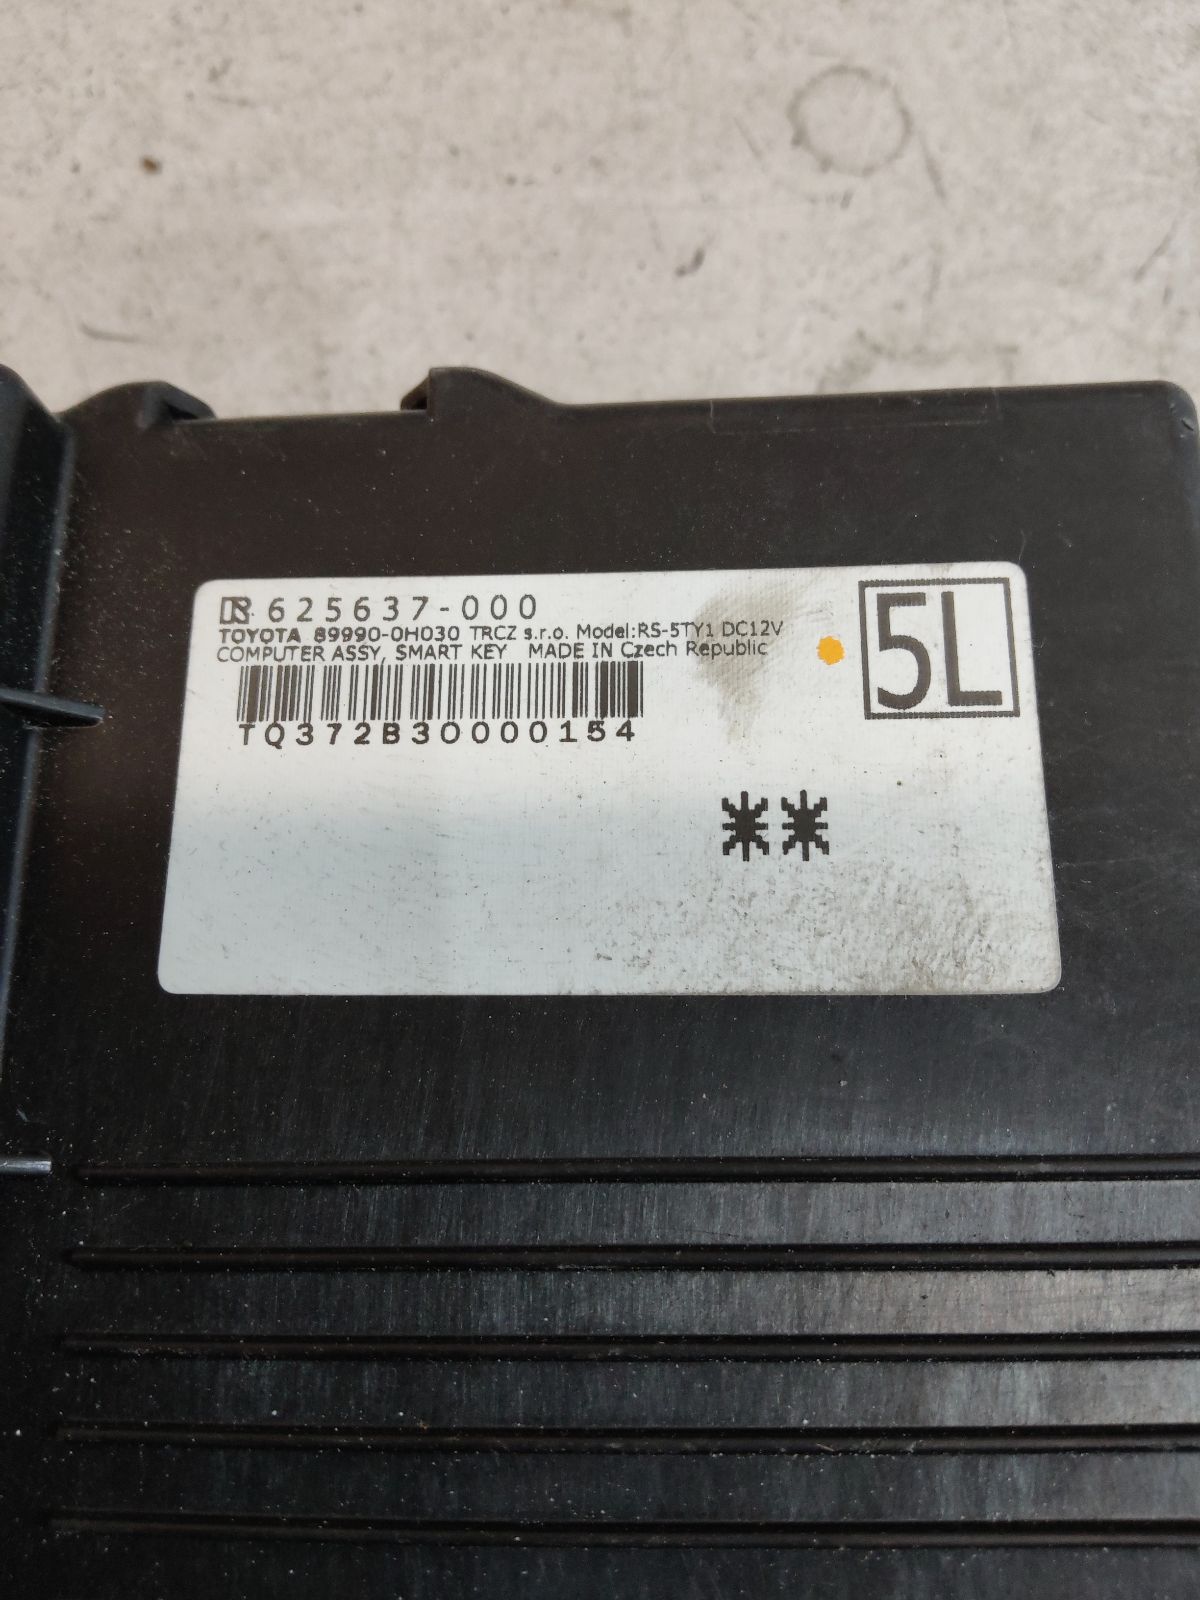 625637-000
TOYOTA 89990-0H030 TRCZ s.r.o. Model:RS-5TY1 DC12V
COMPUTER ASSY, SMART KEY MADE IN Czech Republic
5L
TQ372B30000154
**